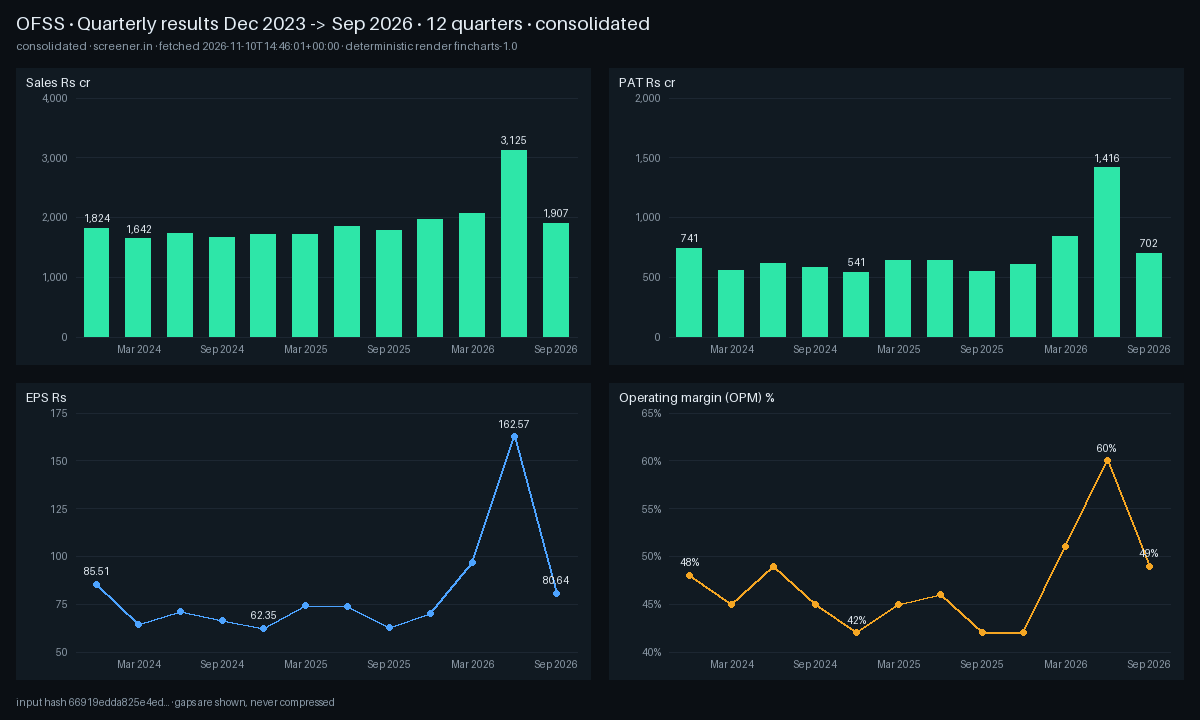 OFSS · Quarterly results Dec 2023 -> Sep 2026 · 12 quarters · consolidated
consolidated · screener.in · fetched 2026-11-10T14:46:01+00:00 · deterministic render fincharts-1.0
Sales Rs cr
4,000
3,000
2,000
1,000
0
1,824
1,642
3,125
1,907
Mar 2024
Sep 2024
Mar 2025
Sep 2025
Mar 2026
Sep 2026
PAT Rs cr
2,000
1,500
1,000
500
0
741
541
1,416
702
Mar 2024
Sep 2024
Mar 2025
Sep 2025
Mar 2026
Sep 2026
EPS Rs
175
150
125
100
75
50
85.51
62.35
162.57
80.64
Mar 2024
Sep 2024
Mar 2025
Sep 2025
Mar 2026
Sep 2026
Operating margin (OPM) %
65%
60%
55%
50%
45%
40%
48%
42%
60%
49%
Mar 2024
Sep 2024
Mar 2025
Sep 2025
Mar 2026
Sep 2026
input hash 66919edda825e4ed… · gaps are shown, never compressed